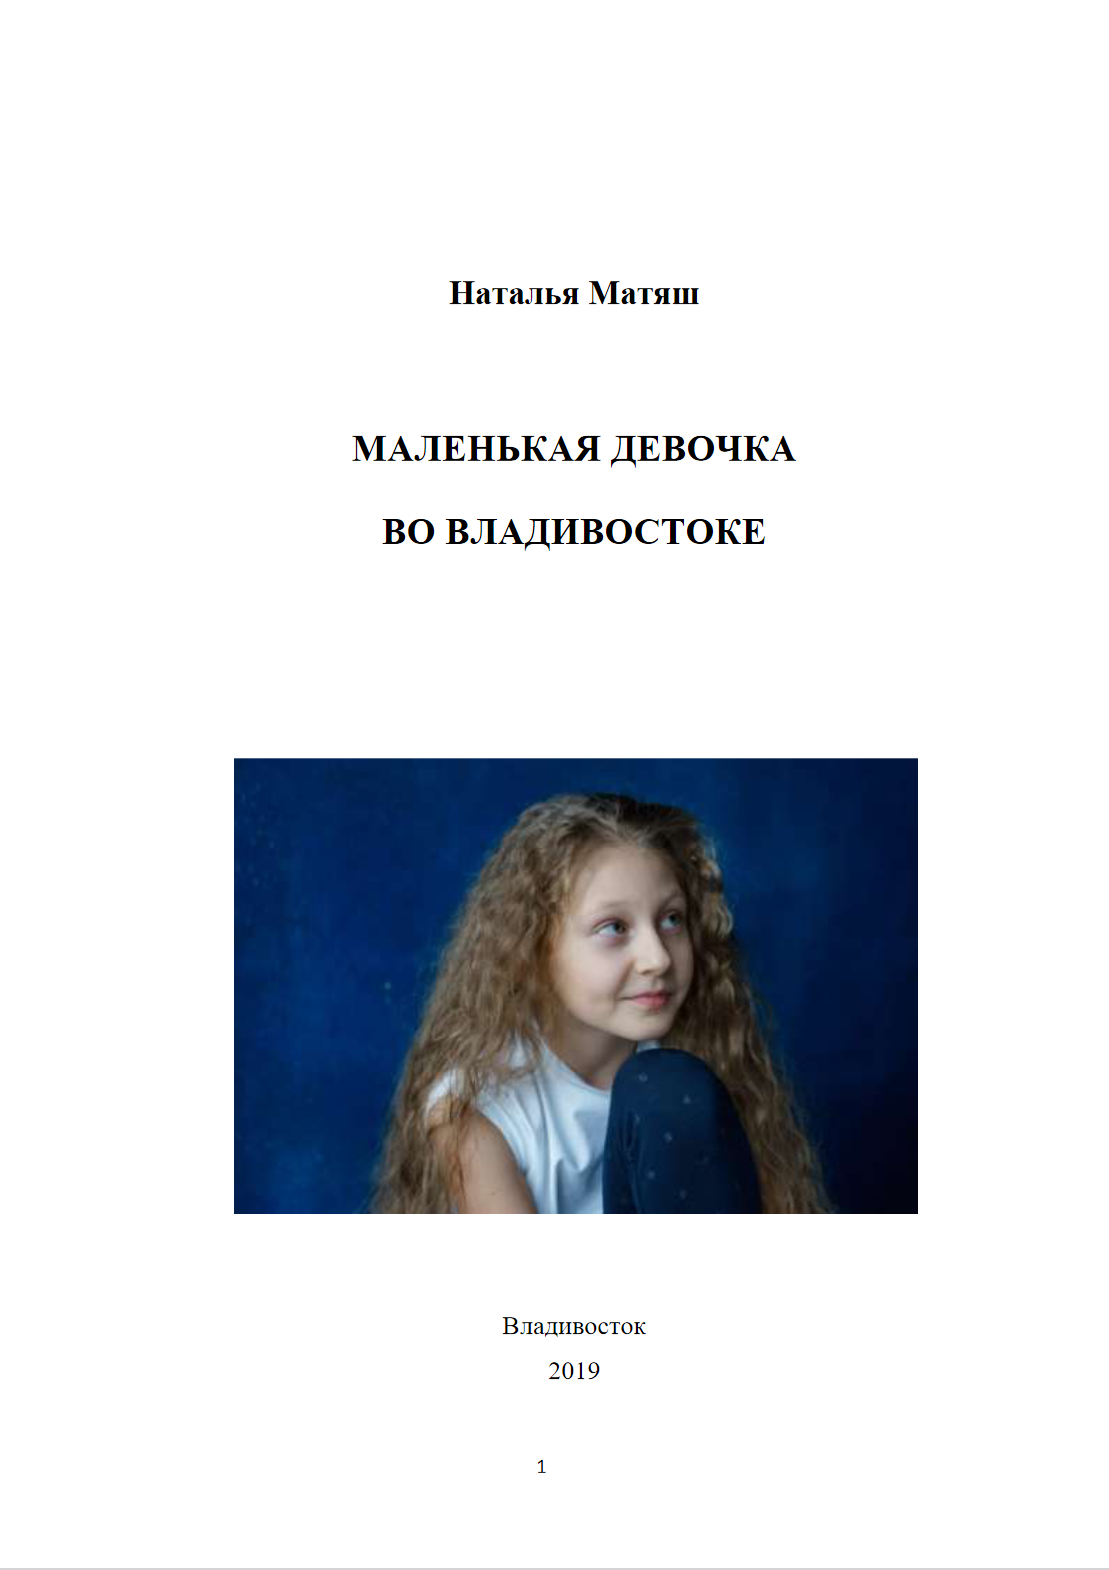 Наталья Матяш
МАЛЕНЬКАЯ ДЕВОЧКА
ВО ВЛАДИВОСТОКЕ
Владивосток
2019
1